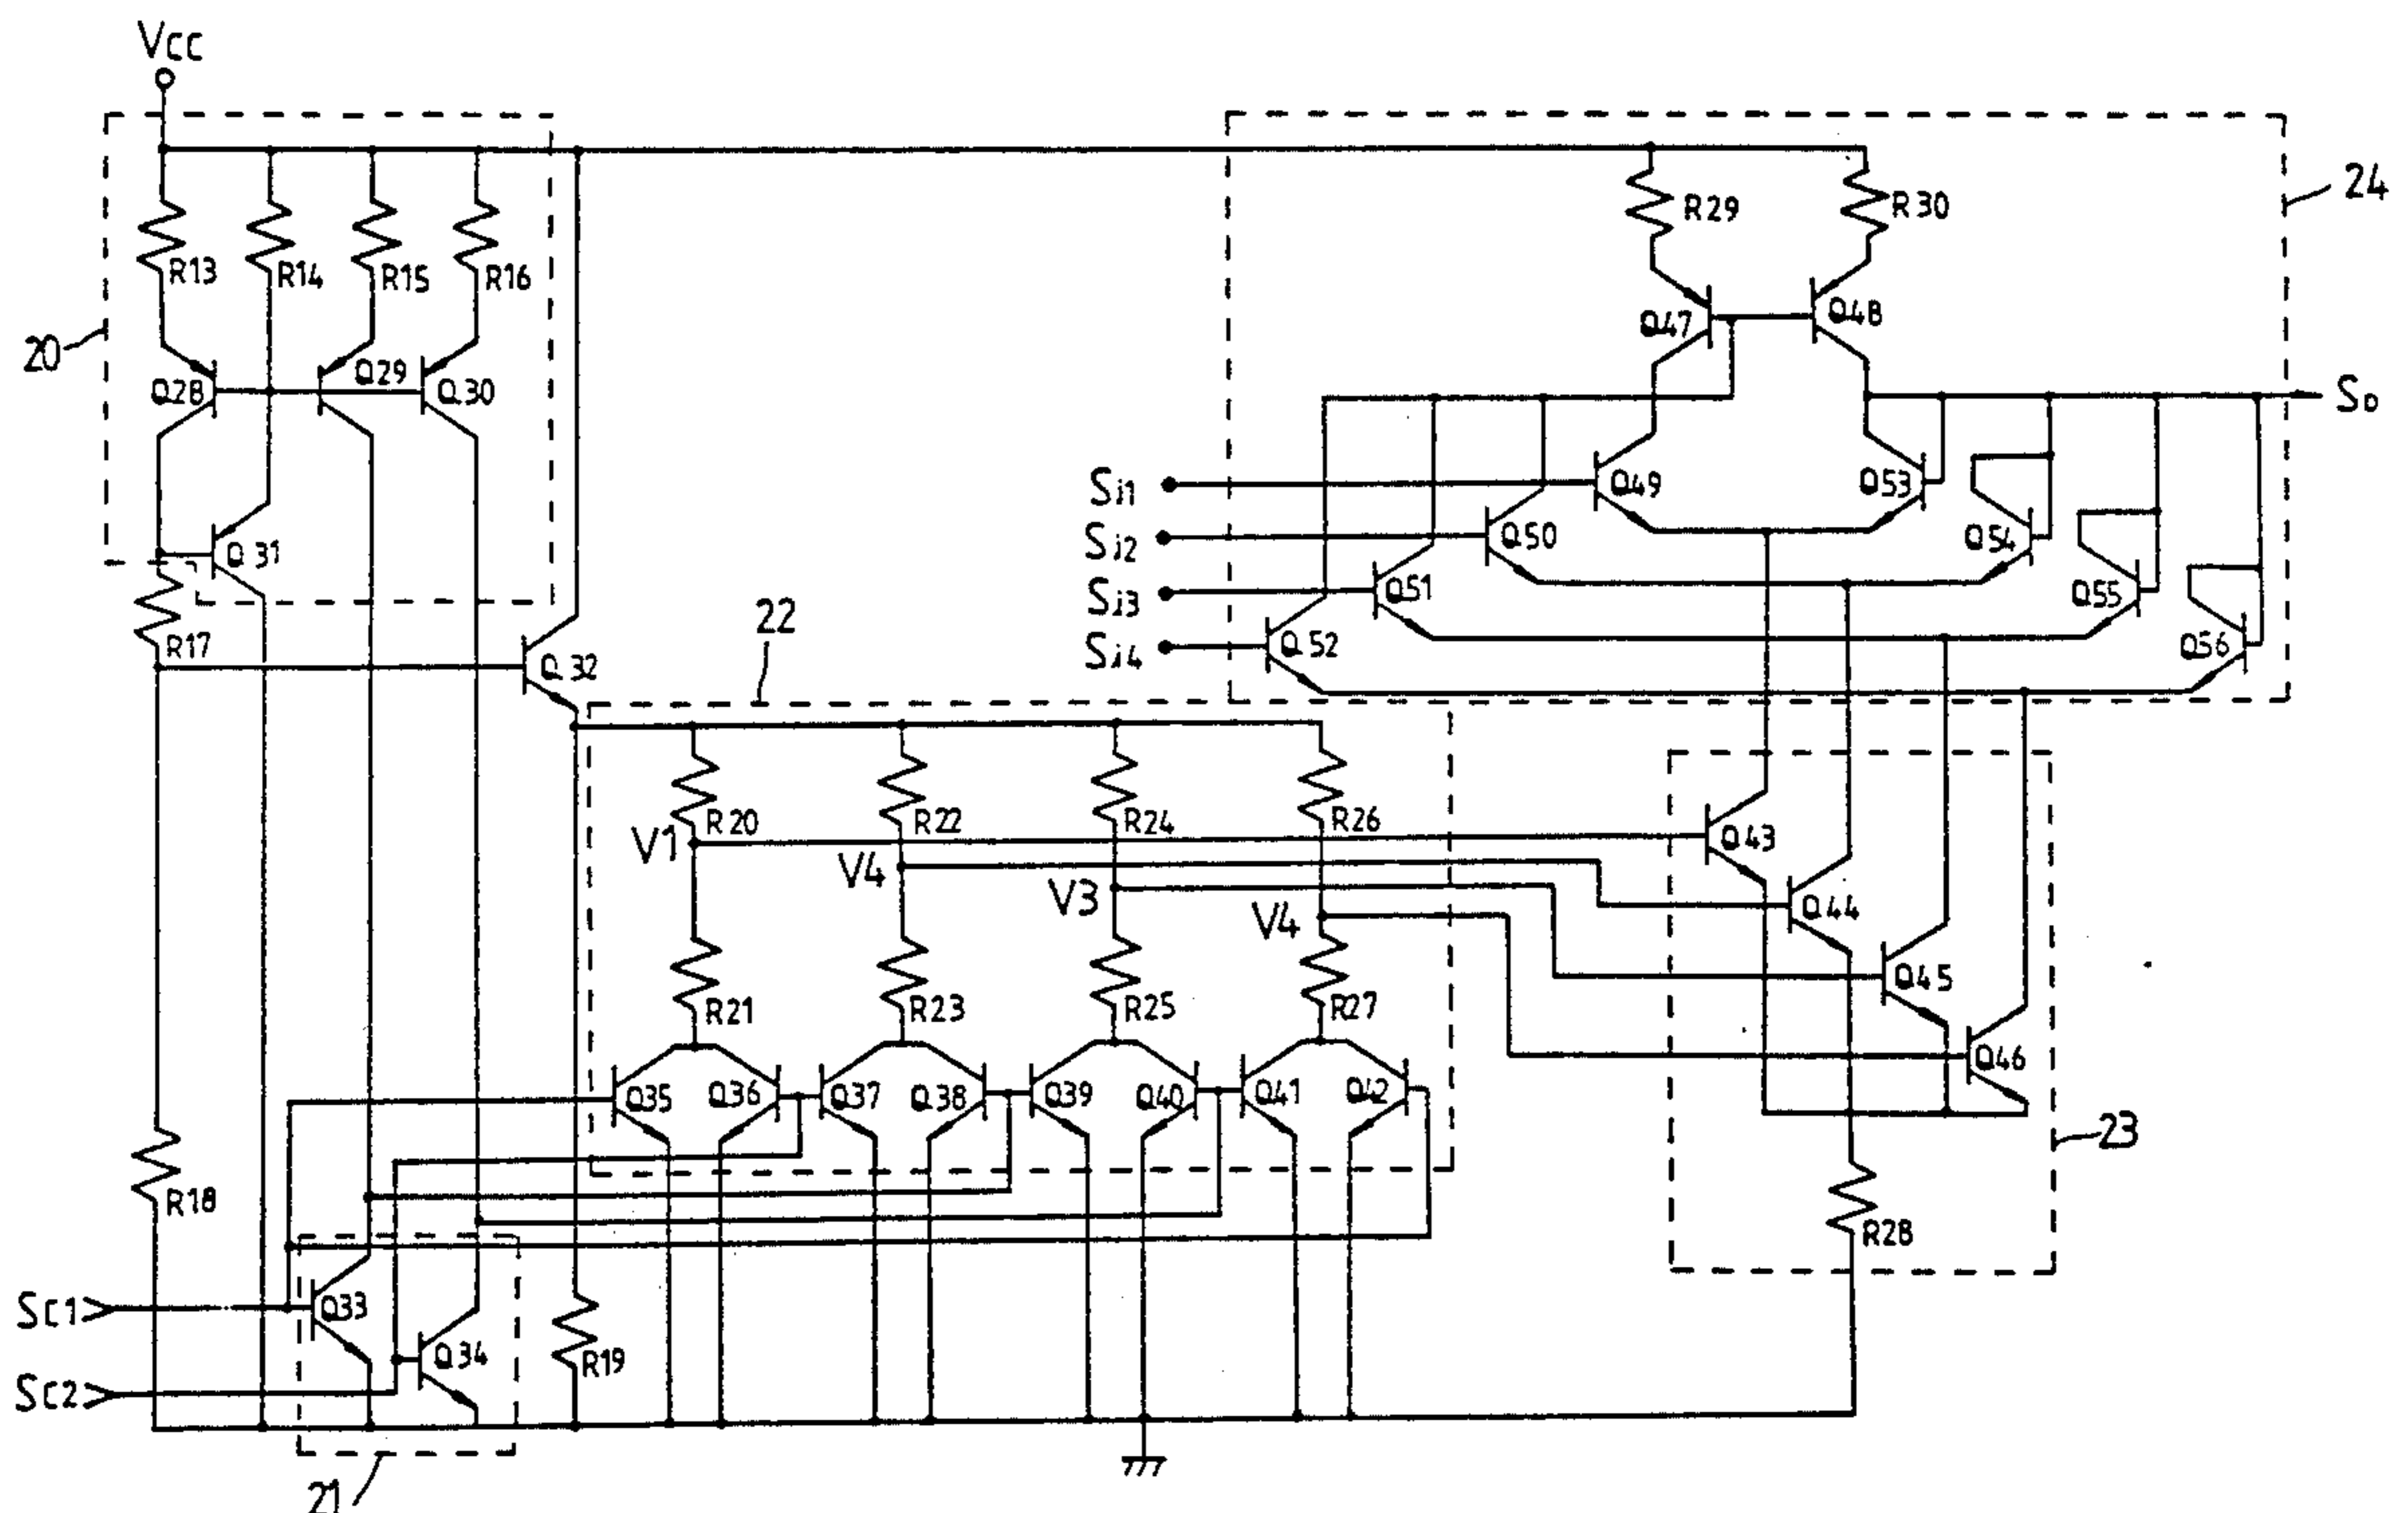 VCC
24
R29
R30
R13
R14
R15
R16
Q47
Q48
20
Q28
Q29
Q30
So
Si1
Q49
Q53
Si2
Q50
Q54
Q31
Si3
Q51
Q55
22
R17
Si4
Q52
Q56
Q32
R20
R22
R24
R26
V1
V4
V3
V4
Q43
Q44
Q45
R21
R23
R25
R27
Q46
Q35
Q36
Q37
Q38
Q39
Q40
Q41
Q42
23
R18
R28
SC1
Q33
Q34
R19
SC2
21